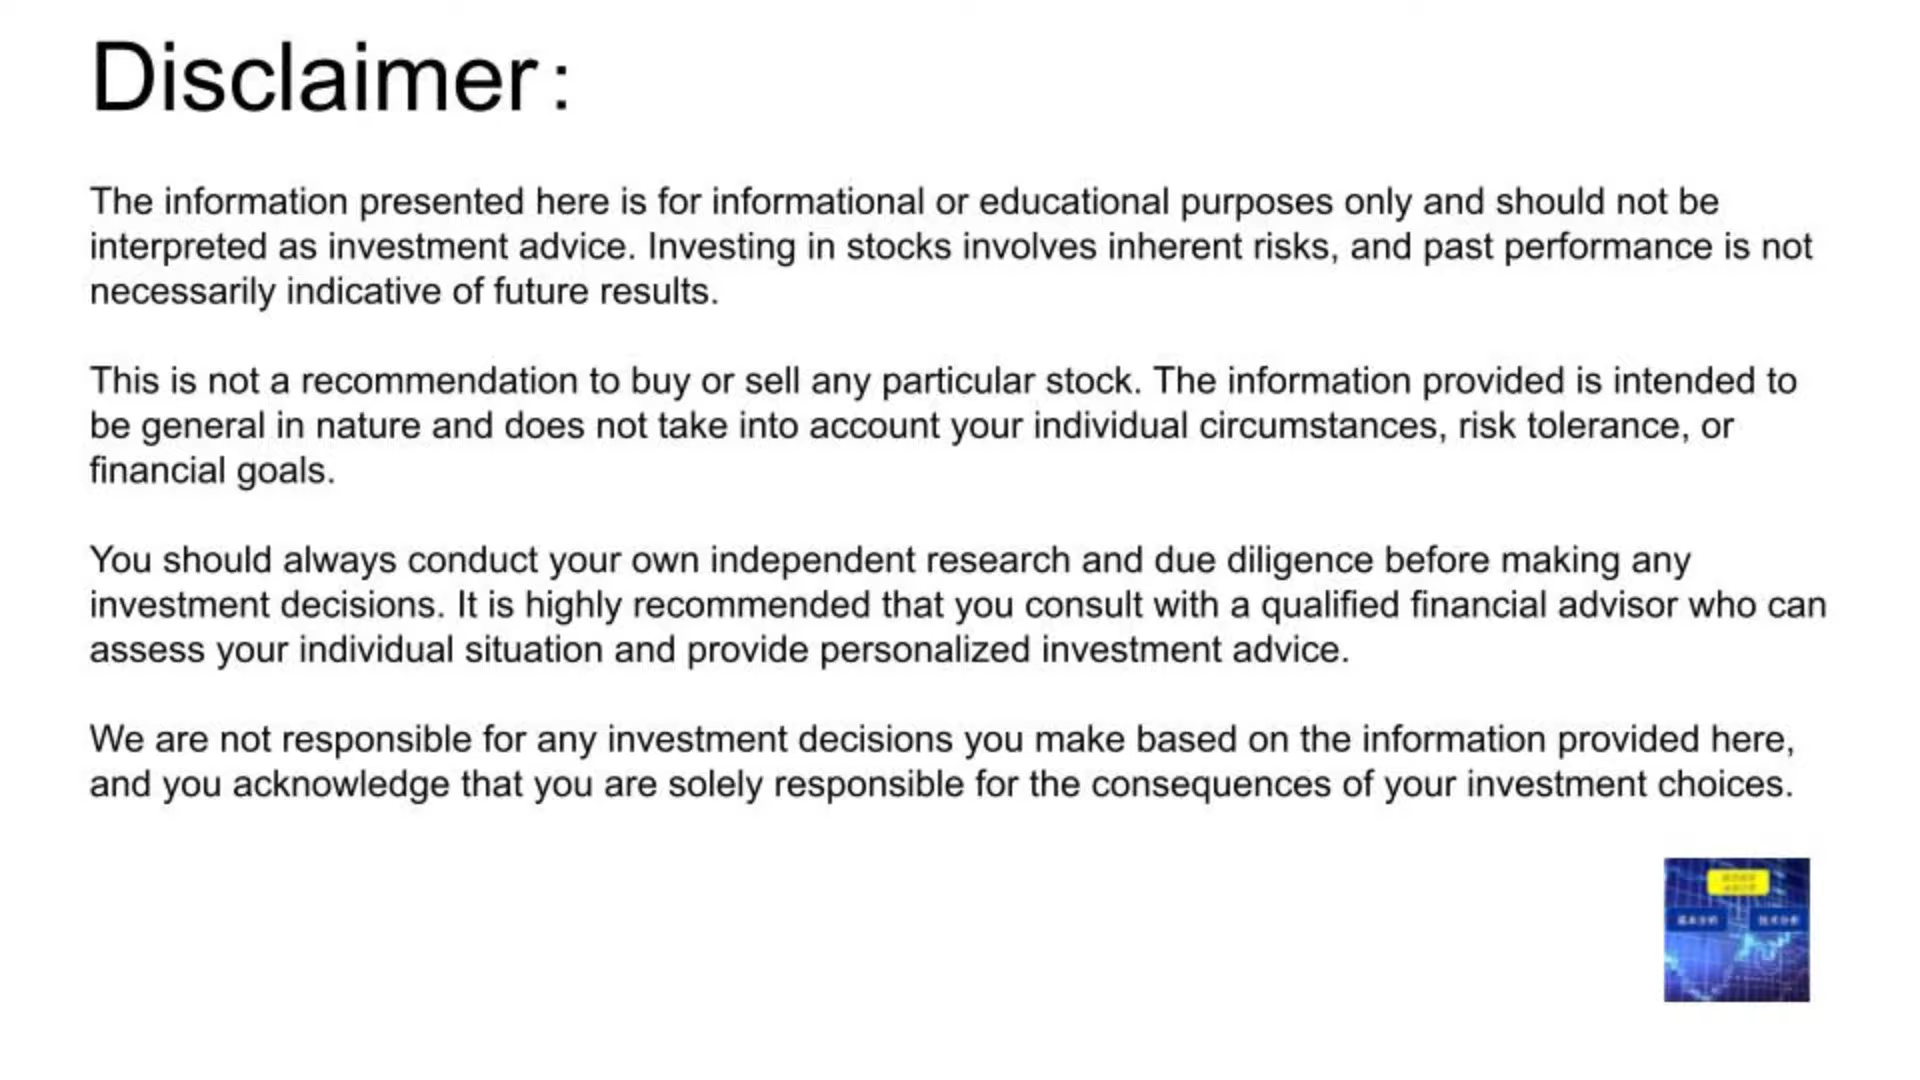 Disclaimer:
The information presented here is for informational or educational purposes only and should not be
interpreted as investment advice. Investing in stocks involves inherent risks, and past performance is not
necessarily indicative of future results.
This is not a recommendation to buy or sell any particular stock. The information provided is intended to
be general in nature and does not take into account your individual circumstances, risk tolerance, or
financial goals.
You should always conduct your own independent research and due diligence before making any
investment decisions. It is highly recommended that you consult with a qualified financial advisor who can
assess your individual situation and provide personalized investment advice.
We are not responsible for any investment decisions you make based on the information provided here,
and you acknowledge that you are solely responsible for the consequences of your investment choices.